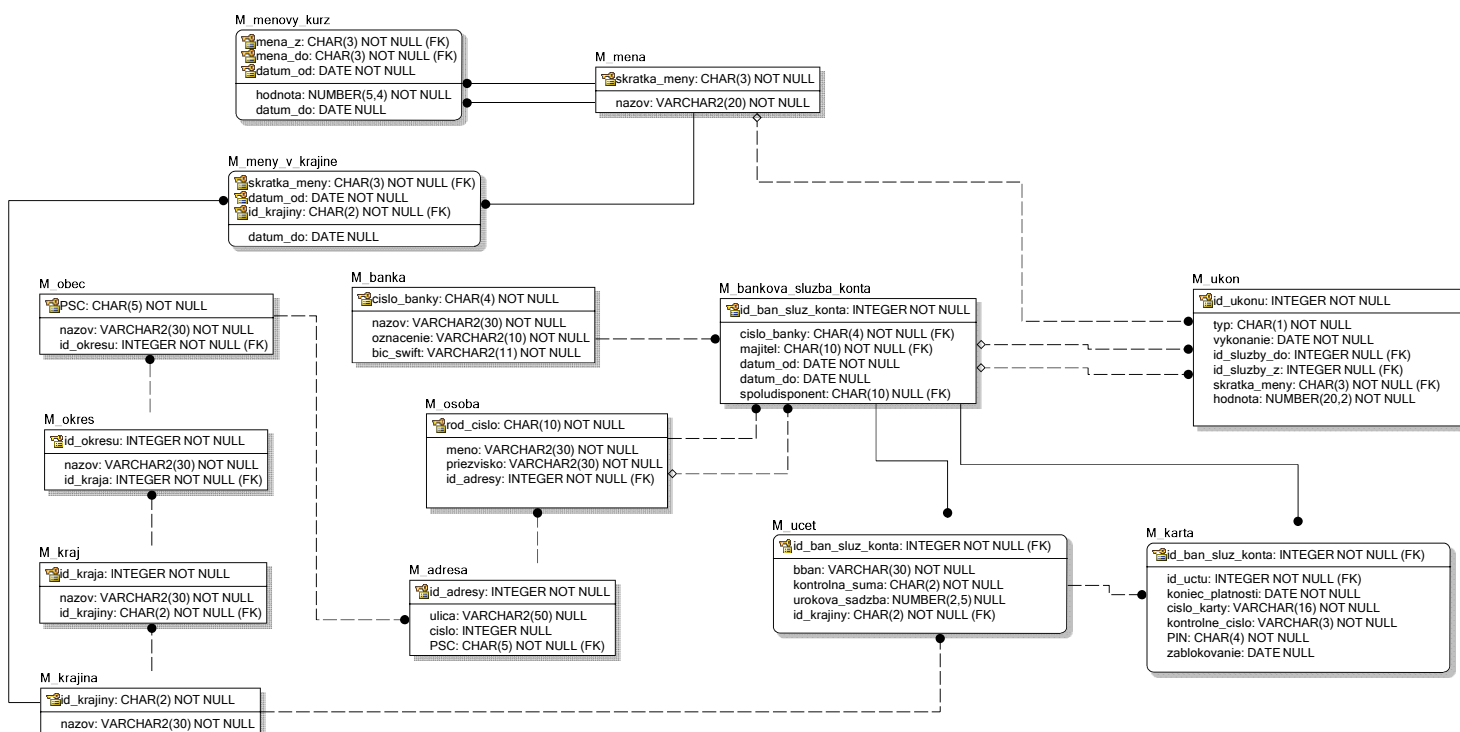 M_menovy_kurz
mena_z: CHAR(3) NOT NULL (FK)
mena_do: CHAR(3) NOT NULL (FK)
datum_od: DATE NOT NULL
hodnota: NUMBER(5,4) NOT NULL
datum_do: DATE NULL
M_mena
skratka_meny: CHAR(3) NOT NULL
nazov: VARCHAR2(20) NOT NULL
M_meny_v_krajine
skratka_meny: CHAR(3) NOT NULL (FK)
datum_od: DATE NOT NULL
id_krajiny: CHAR(2) NOT NULL (FK)
datum_do: DATE NULL
M_obec
PSC: CHAR(5) NOT NULL
nazov: VARCHAR2(30) NOT NULL
id_okresu: INTEGER NOT NULL (FK)
M_banka
cislo_banky: CHAR(4) NOT NULL
nazov: VARCHAR2(30) NOT NULL
oznacenie: VARCHAR2(10) NOT NULL
bic_swift: VARCHAR2(11) NOT NULL
M_bankova_sluzba_konta
id_ban_sluz_konta: INTEGER NOT NULL
cislo_banky: CHAR(4) NOT NULL (FK)
majitel: CHAR(10) NOT NULL (FK)
datum_od: DATE NOT NULL
datum_do: DATE NULL
spoludisponent: CHAR(10) NULL (FK)
M_ukon
id_ukonu: INTEGER NOT NULL
typ: CHAR(1) NOT NULL
vykonanie: DATE NOT NULL
id_sluzby_do: INTEGER NULL (FK)
id_sluzby_z: INTEGER NULL (FK)
skratka_meny: CHAR(3) NULL (FK)
hodnota: NUMBER(20,2) NOT NULL
M_okres
id_okresu: INTEGER NOT NULL
nazov: VARCHAR2(30) NOT NULL
id_kraja: INTEGER NOT NULL (FK)
M_osoba
rod_cislo: CHAR(10) NOT NULL
meno: VARCHAR2(30) NOT NULL
priezvisko: VARCHAR2(30) NOT NULL
id_adresy: INTEGER NOT NULL (FK)
M_kraj
id_kraja: INTEGER NOT NULL
nazov: VARCHAR2(30) NOT NULL
id_krajiny: CHAR(2) NOT NULL (FK)
M_adresa
id_adresy: INTEGER NOT NULL
ulica: VARCHAR2(50) NULL
cislo: INTEGER NULL
PSC: CHAR(5) NOT NULL (FK)
M_ucet
id_ban_sluz_konta: INTEGER NOT NULL (FK)
bban: VARCHAR(30) NOT NULL
kontrolna_suma: CHAR(2) NOT NULL
urokova_sadzba: NUMBER(2,5) NULL
id_krajiny: CHAR(2) NOT NULL (FK)
M_karta
id_ban_sluz_konta: INTEGER NOT NULL (FK)
id_uctu: INTEGER NOT NULL (FK)
koniec_platnosti: DATE NOT NULL
cislo_karty: VARCHAR(16) NOT NULL
kontrolne_cislo: VARCHAR(3) NOT NULL
PIN: CHAR(4) NOT NULL
zablokovanie: DATE NULL
M_krajina
id_krajiny: CHAR(2) NOT NULL
nazov: VARCHAR2(30) NOT NULL